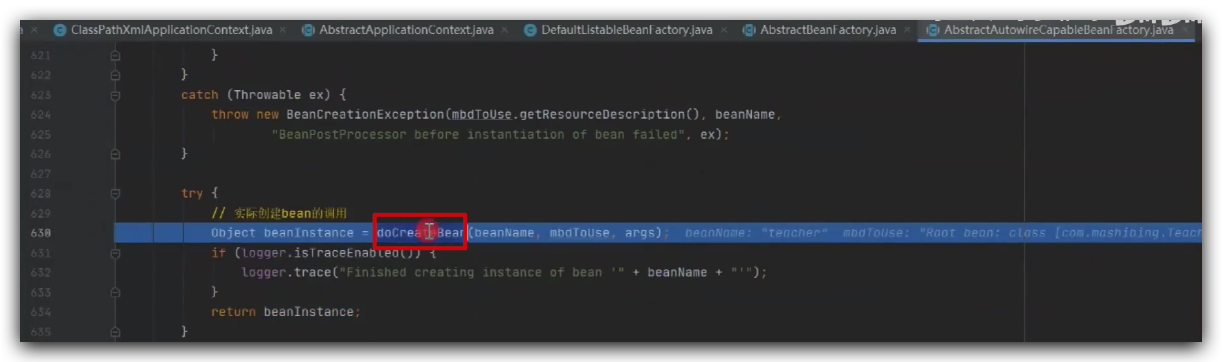 ClassPathXmlApplicationContext.java × AbstractApplicationContext.java × DefaultListableBeanFactory.java × AbstractBeanFactory.java × AbstractAutowireCapableBeanFactory.java ×
621 }
622 }
623 catch (Throwable ex) {
624 throw new BeanCreationException(mbdToUse.getResourceDescription(), beanName,
625 "BeanPostProcessor before instantiation of bean failed", ex);
626 }
627
628 try {
629 // 实际创建bean的调用
630 Object beanInstance = doCreateBean(beanName, mbdToUse, args); beanName: "teacher" mbdToUse: "Root bean: class [com.mashibing.Teach
631 if (logger.isTraceEnabled()) {
632 logger.trace("Finished creating instance of bean '" + beanName + "'");
633 }
634 return beanInstance;
635 }